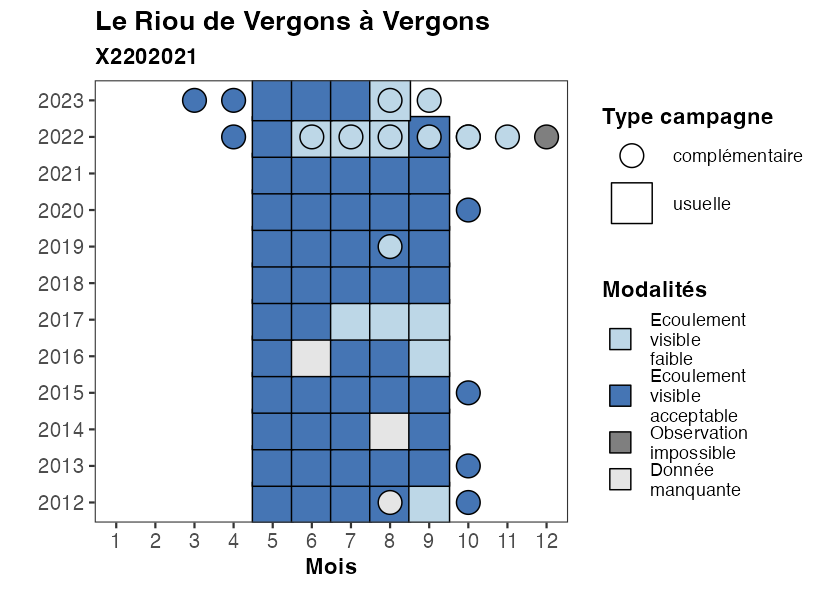 Le Riou de Vergons à Vergons
X2202021
2023
2022
2021
2020
2019
2018
2017
2016
2015
2014
2013
2012
1 2 3 4 5 6 7 8 9 10 11 12
Mois
Type campagne
complémentaire
usuelle
Modalités
Ecoulement
visible
faible
Ecoulement
visible
acceptable
Observation
impossible
Donnée
manquante